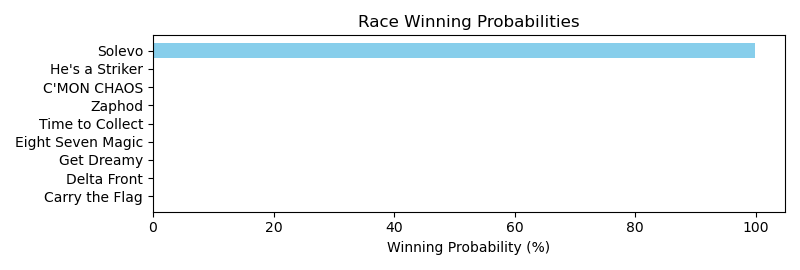 Race Winning Probabilities
Solevo
He's a Striker
C'MON CHAOS
Zaphod
Time to Collect
Eight Seven Magic
Get Dreamy
Delta Front
Carry the Flag
0 20 40 60 80 100
Winning Probability (%)